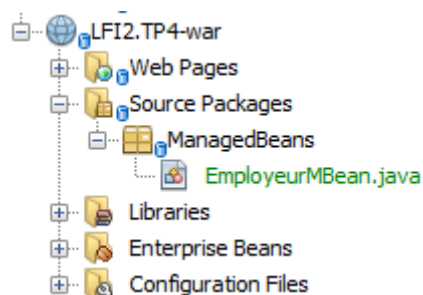 LFI2.TP4-war
Web Pages
Source Packages
ManagedBeans
EmployeurMBean.java
Libraries
Enterprise Beans
Configuration Files